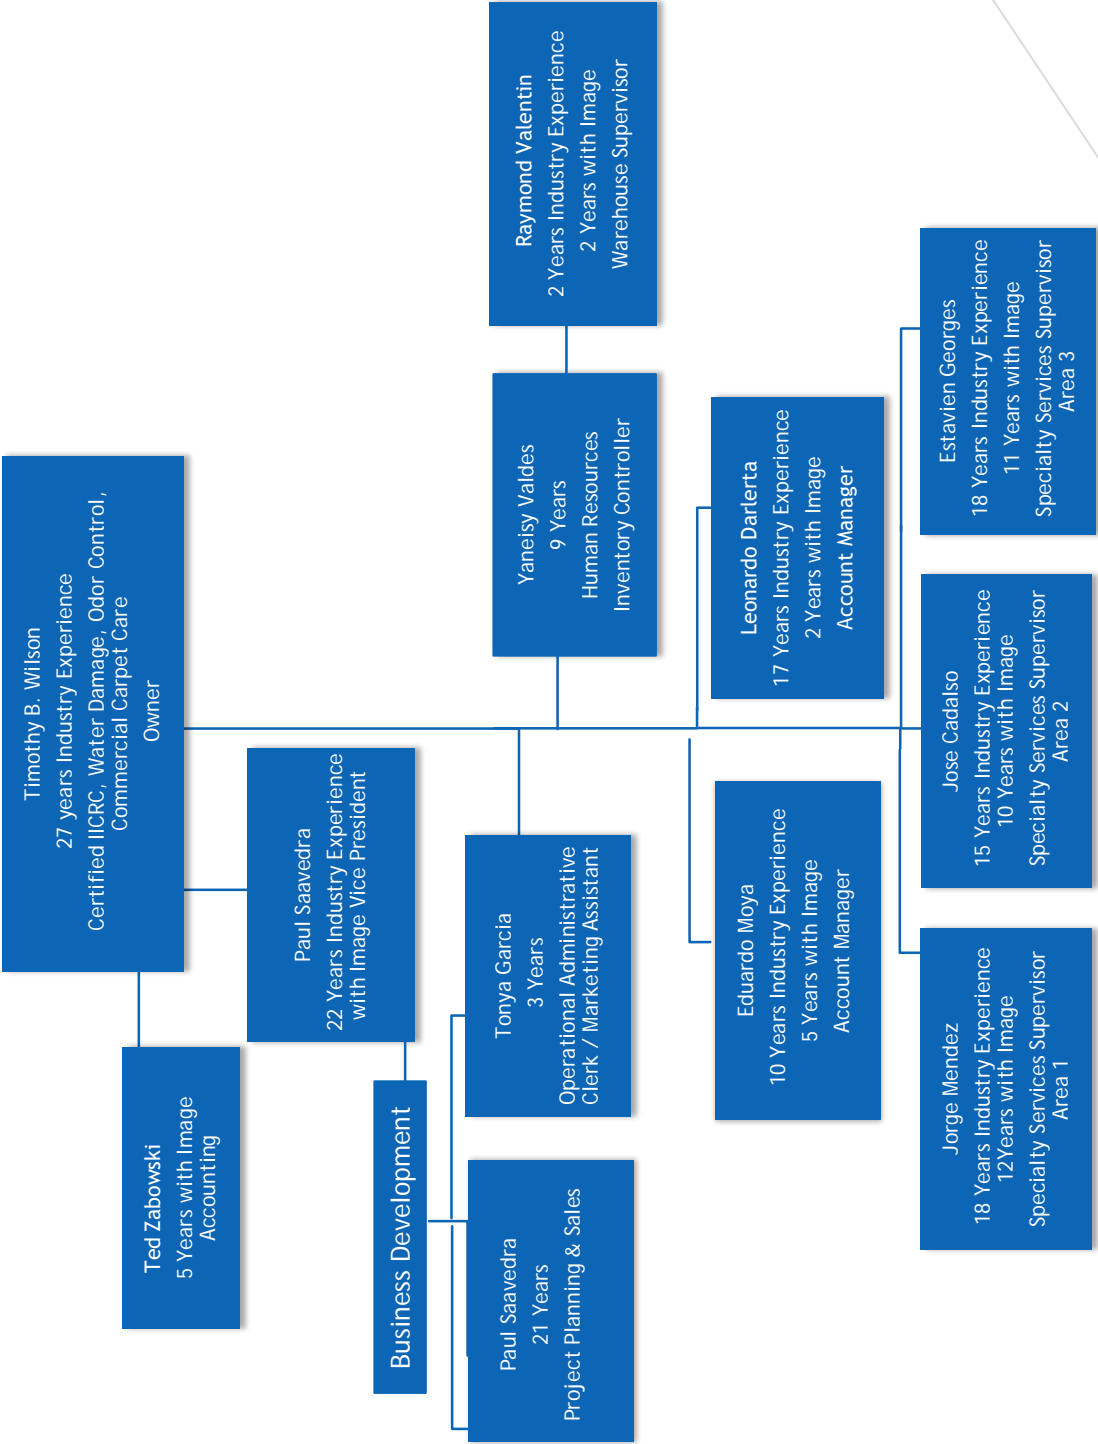 Timothy B. Wilson
27 years Industry Experience
Certified IICRC, Water Damage, Odor Control,
Commercial Carpet Care
Owner
Ted Zabowski
5 Years with Image
Accounting
Paul Saavedra
22 Years Industry Experience
with Image Vice President
Business Development
Paul Saavedra
21 Years
Project Planning & Sales
Tonya Garcia
3 Years
Operational Administrative
Clerk / Marketing Assistant
Yaneisy Valdes
9 Years
Human Resources
Inventory Controller
Raymond Valentin
2 Years Industry Experience
2 Years with Image
Warehouse Supervisor
Eduardo Moya
10 Years Industry Experience
5 Years with Image
Account Manager
Leonardo Darlerta
17 Years Industry Experience
2 Years with Image
Account Manager
Jorge Mendez
18 Years Industry Experience
12Years with Image
Specialty Services Supervisor
Area 1
Jose Cadalso
15 Years Industry Experience
10 Years with Image
Specialty Services Supervisor
Area 2
Estavien Georges
18 Years Industry Experience
11 Years with Image
Specialty Services Supervisor
Area 3